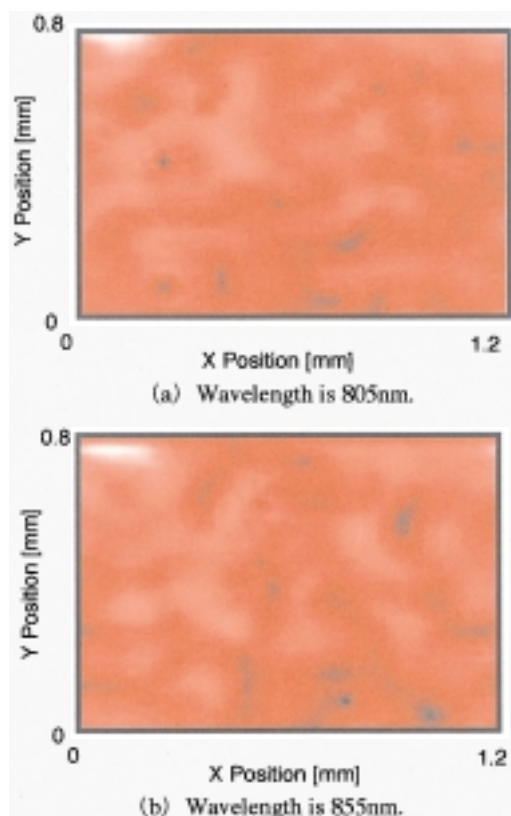 0.8
Y Position [mm]
0
0
1.2
X Position [mm]
(a) Wavelength is 805nm.
0.8
Y Position [mm]
0
0
1.2
X Position [mm]
(b) Wavelength is 855nm.